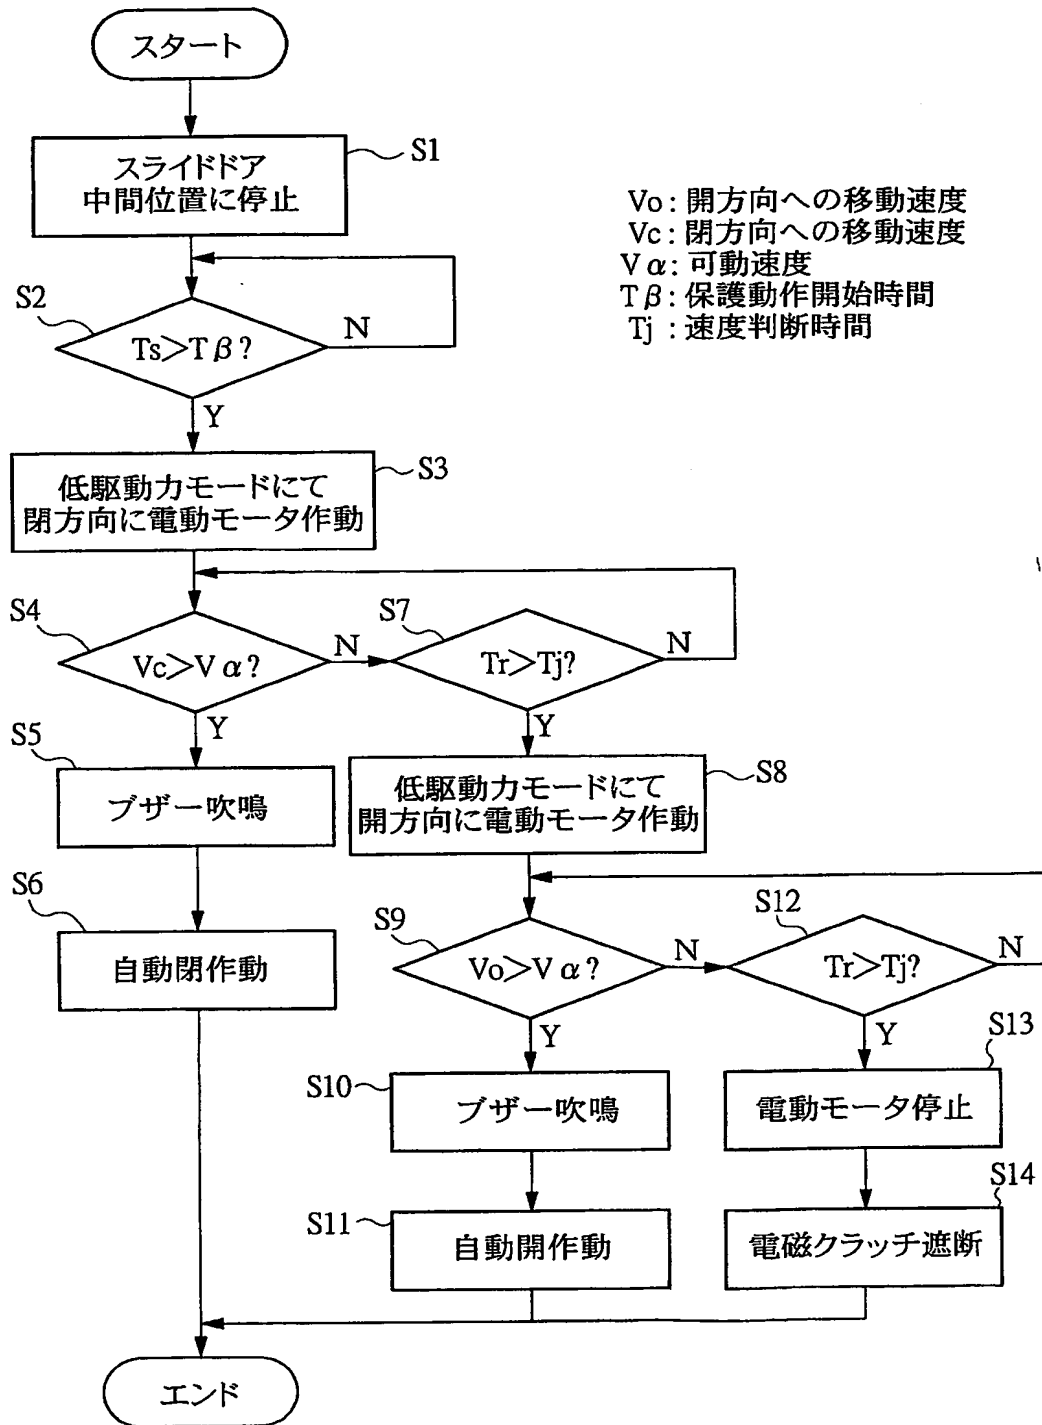 スタート
スライドドア
中間位置に停止
S1
Vo: 開方向への移動速度
Vc: 閉方向への移動速度
Vα: 可動速度
Tβ: 保護動作開始時間
Tj: 速度判断時間
S2
Ts>Tβ?
N
Y
低駆動力モードにて
閉方向に電動モータ作動
S3
S4
Vc>Vα?
N
Y
S7
Tr>Tj?
N
Y
S5
ブザー吹鳴
低駆動力モードにて
開方向に電動モータ作動
S8
S6
自動閉作動
S9
Vo>Vα?
N
Y
S12
Tr>Tj?
N
Y
S10
ブザー吹鳴
S13
電動モータ停止
S11
自動開作動
S14
電磁クラッチ遮断
エンド